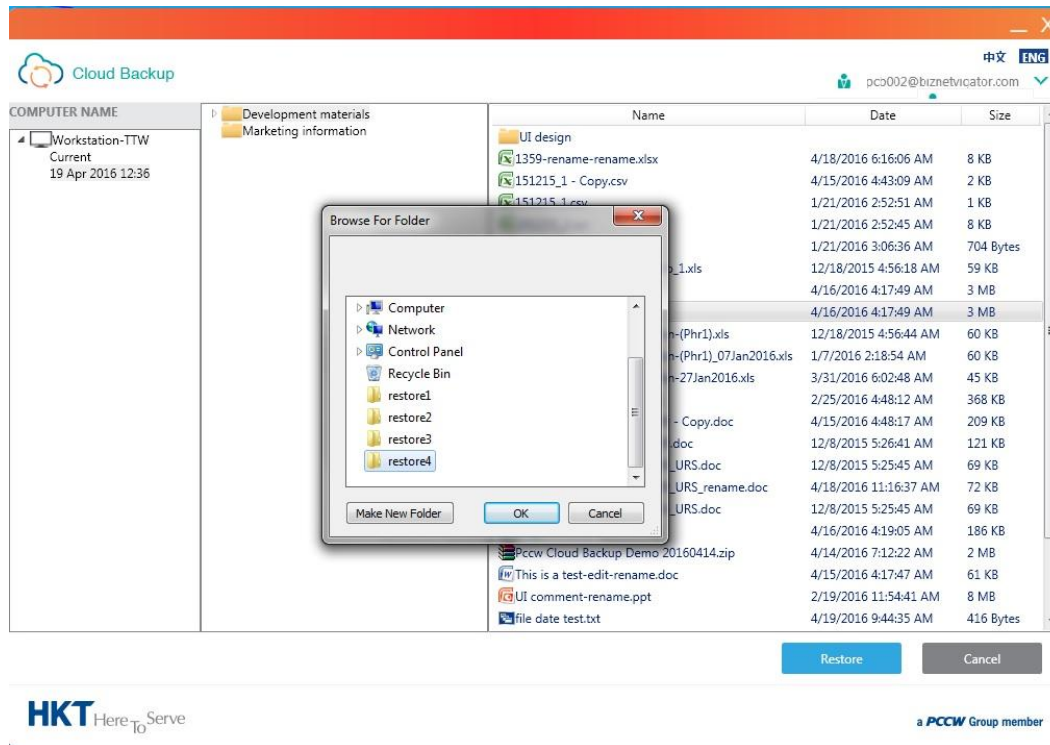 _ X
Cloud Backup
中文 ENG
pcb002@biznetvigator.com
COMPUTER NAME
Workstation-TTW
Current
19 Apr 2016 12:36
Development materials
Marketing information
Name Date Size
UI design
1359-rename-rename.xlsx 4/18/2016 6:16:06 AM 8 KB
151215_1 - Copy.csv 4/15/2016 4:43:09 AM 2 KB
151215_1.csv 1/21/2016 2:52:51 AM 1 KB
1/21/2016 2:52:45 AM 8 KB
1/21/2016 3:06:36 AM 704 Bytes
_1.xls 12/18/2015 4:56:18 AM 59 KB
4/16/2016 4:17:49 AM 3 MB
4/16/2016 4:17:49 AM 3 MB
-(Phr1).xls 12/18/2015 4:56:44 AM 60 KB
-(Phr1)_07Jan2016.xls 1/7/2016 2:18:54 AM 60 KB
-27Jan2016.xls 3/31/2016 6:02:48 AM 45 KB
2/25/2016 4:48:12 AM 368 KB
- Copy.doc 4/15/2016 4:48:17 AM 209 KB
.doc 12/8/2015 5:26:41 AM 121 KB
_URS.doc 12/8/2015 5:25:45 AM 69 KB
_URS_rename.doc 4/18/2016 11:16:37 AM 72 KB
_URS.doc 12/8/2015 5:25:45 AM 69 KB
4/16/2016 4:19:05 AM 186 KB
Pccw Cloud Backup Demo 20160414.zip 4/14/2016 7:12:22 AM 2 MB
This is a test-edit-rename.doc 4/15/2016 4:17:47 AM 61 KB
UI comment-rename.ppt 2/19/2016 11:54:41 AM 8 MB
file date test.txt 4/19/2016 9:44:35 AM 416 Bytes
Browse For Folder
Computer
Network
Control Panel
Recycle Bin
restore1
restore2
restore3
restore4
Make New Folder OK Cancel
Restore Cancel
HKT Here To Serve
a PCCW Group member